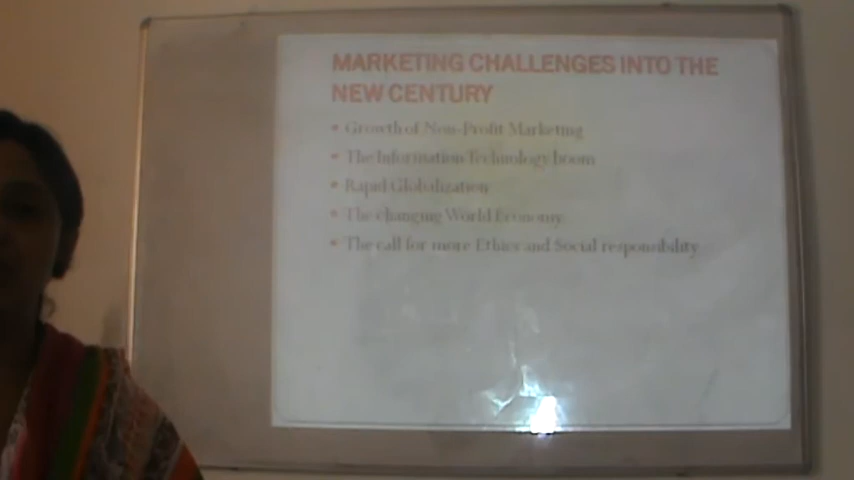 MARKETING CHALLENGES INTO THE
NEW CENTURY
• Growth of Non-Profit Marketing
• The Information Technology boom
• Rapid Globalization
• The changing World Economy
• The call for more Ethics and Social responsibility